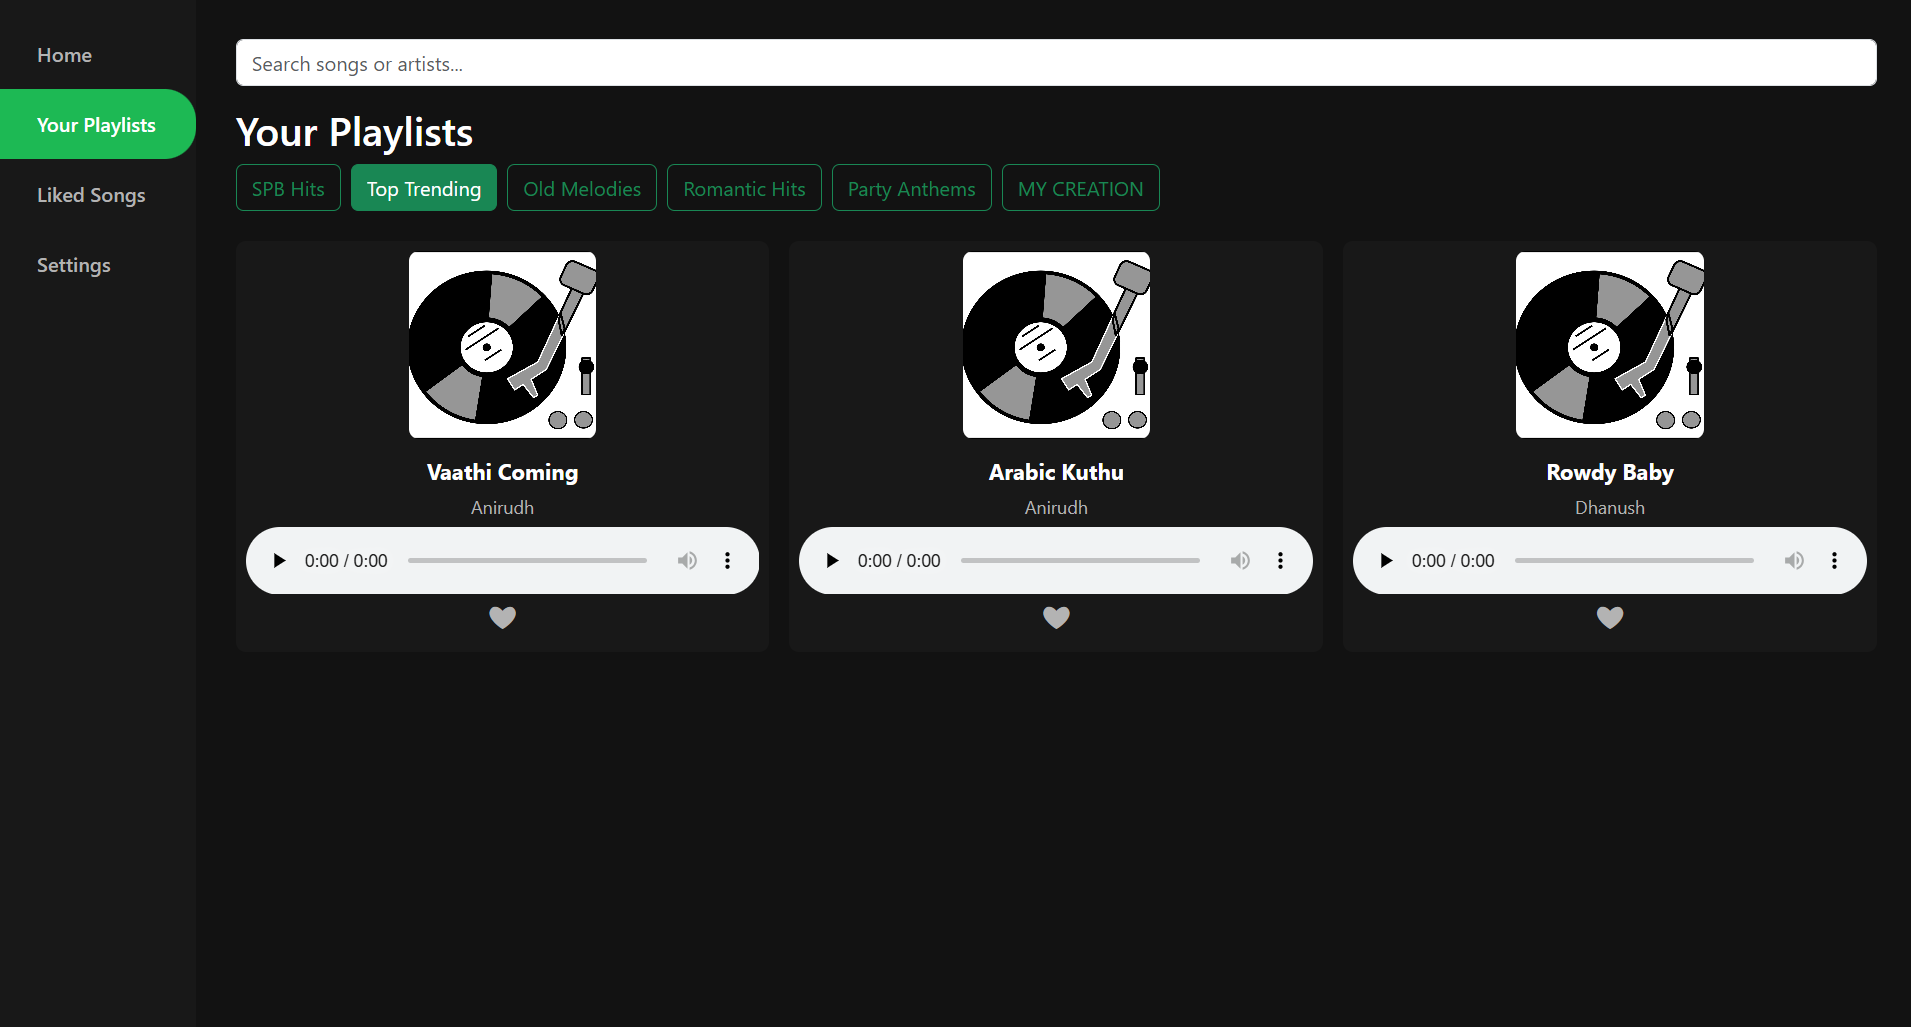 Home
Your Playlists
Liked Songs
Settings
Search songs or artists...
Your Playlists
SPB Hits
Top Trending
Old Melodies
Romantic Hits
Party Anthems
MY CREATION
Vaathi Coming
Anirudh
0:00 / 0:00
Arabic Kuthu
Anirudh
0:00 / 0:00
Rowdy Baby
Dhanush
0:00 / 0:00